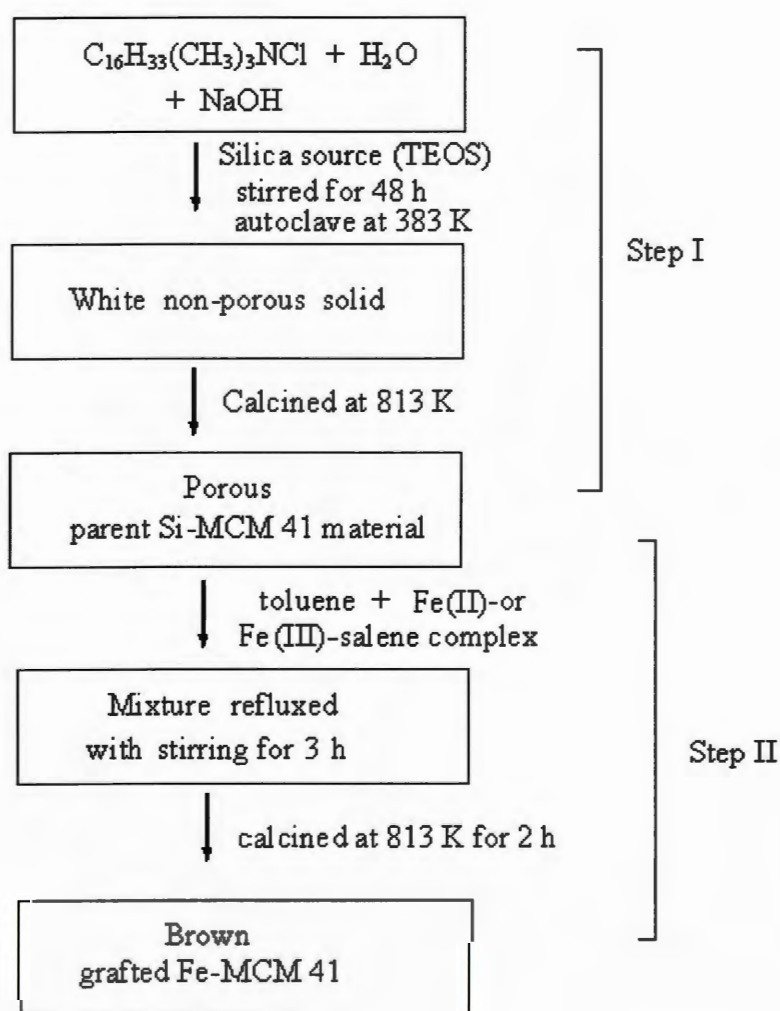 C₁₆H₃₃(CH₃)₃NCl + H₂O
+ NaOH
Silica source (TEOS)
stirred for 48 h
autoclave at 383 K
Step I
White non-porous solid
Calcined at 813 K
Porous
parent Si-MCM 41 material
toluene + Fe(II)-or
Fe(III)-salene complex
Mixture refluxed
with stirring for 3 h
Step II
calcined at 813 K for 2 h
Brown
grafted Fe-MCM 41